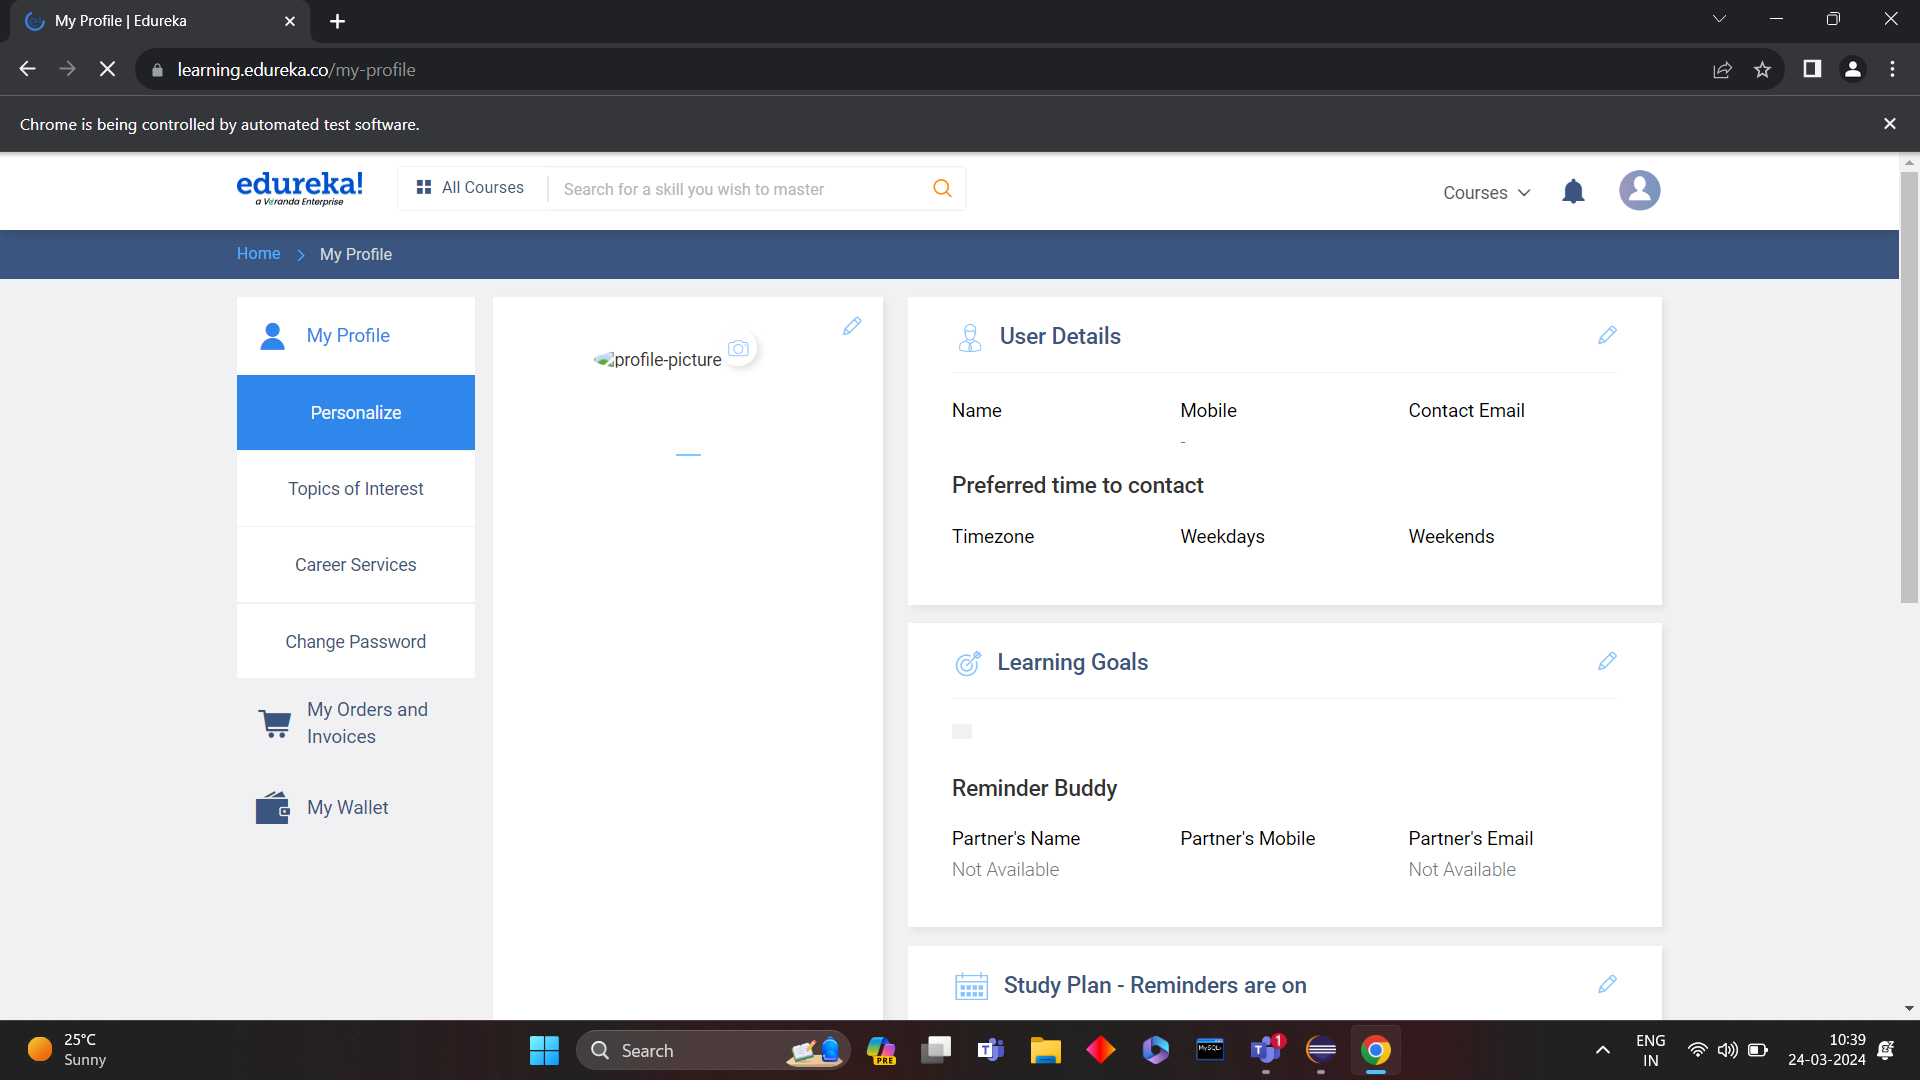 My Profile | Edureka
learning.edureka.co/my-profile
Chrome is being controlled by automated test software.
edureka!
a Veranda Enterprise
All Courses
Search for a skill you wish to master
Courses
Home
My Profile
My Profile
Personalize
Topics of Interest
Career Services
Change Password
My Orders and
Invoices
My Wallet
profile-picture
User Details
Name Mobile Contact Email
-
Preferred time to contact
Timezone Weekdays Weekends
Learning Goals
Reminder Buddy
Partner's Name Partner's Mobile Partner's Email
Not Available Not Available
Study Plan - Reminders are on
25°C
Sunny
Search
PRE
T
MySQL
1
ENG
IN
10:39
24-03-2024